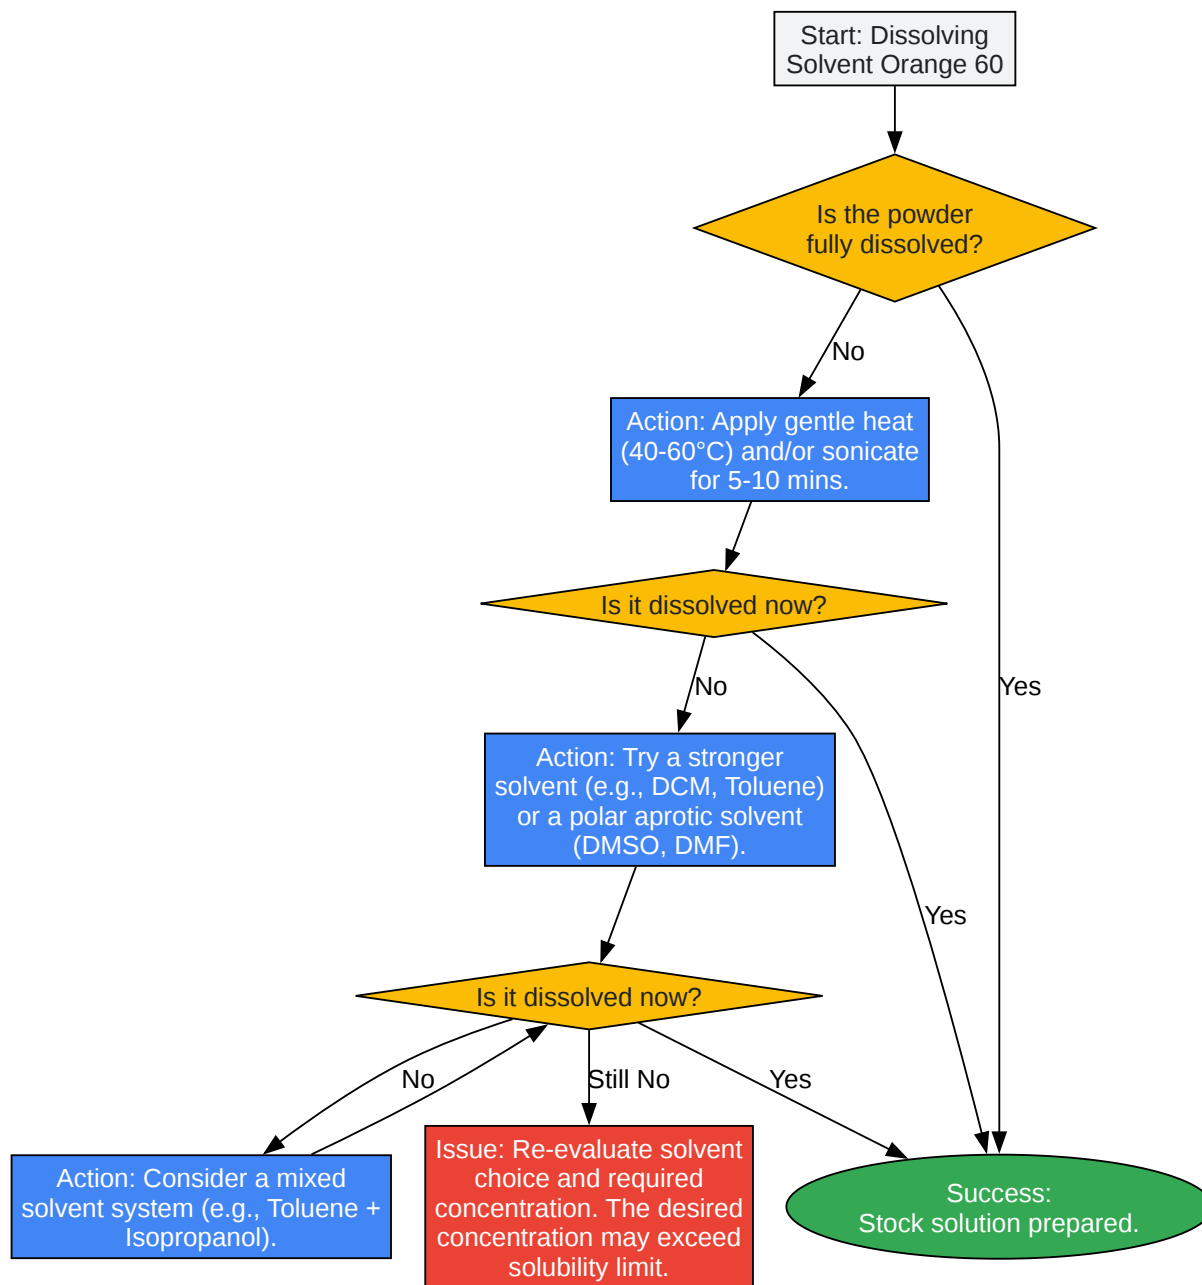 Start: Dissolving
Solvent Orange 60
Is the powder
fully dissolved?
No
Action: Apply gentle heat
(40-60°C) and/or sonicate
for 5-10 mins.
Is it dissolved now?
No
Yes
Action: Try a stronger
solvent (e.g., DCM, Toluene)
or a polar aprotic solvent
(DMSO, DMF).
Yes
Is it dissolved now?
No
Still No
Yes
Action: Consider a mixed
solvent system (e.g., Toluene +
Isopropanol).
Issue: Re-evaluate solvent
choice and required
concentration. The desired
concentration may exceed
solubility limit.
Success:
Stock solution prepared.